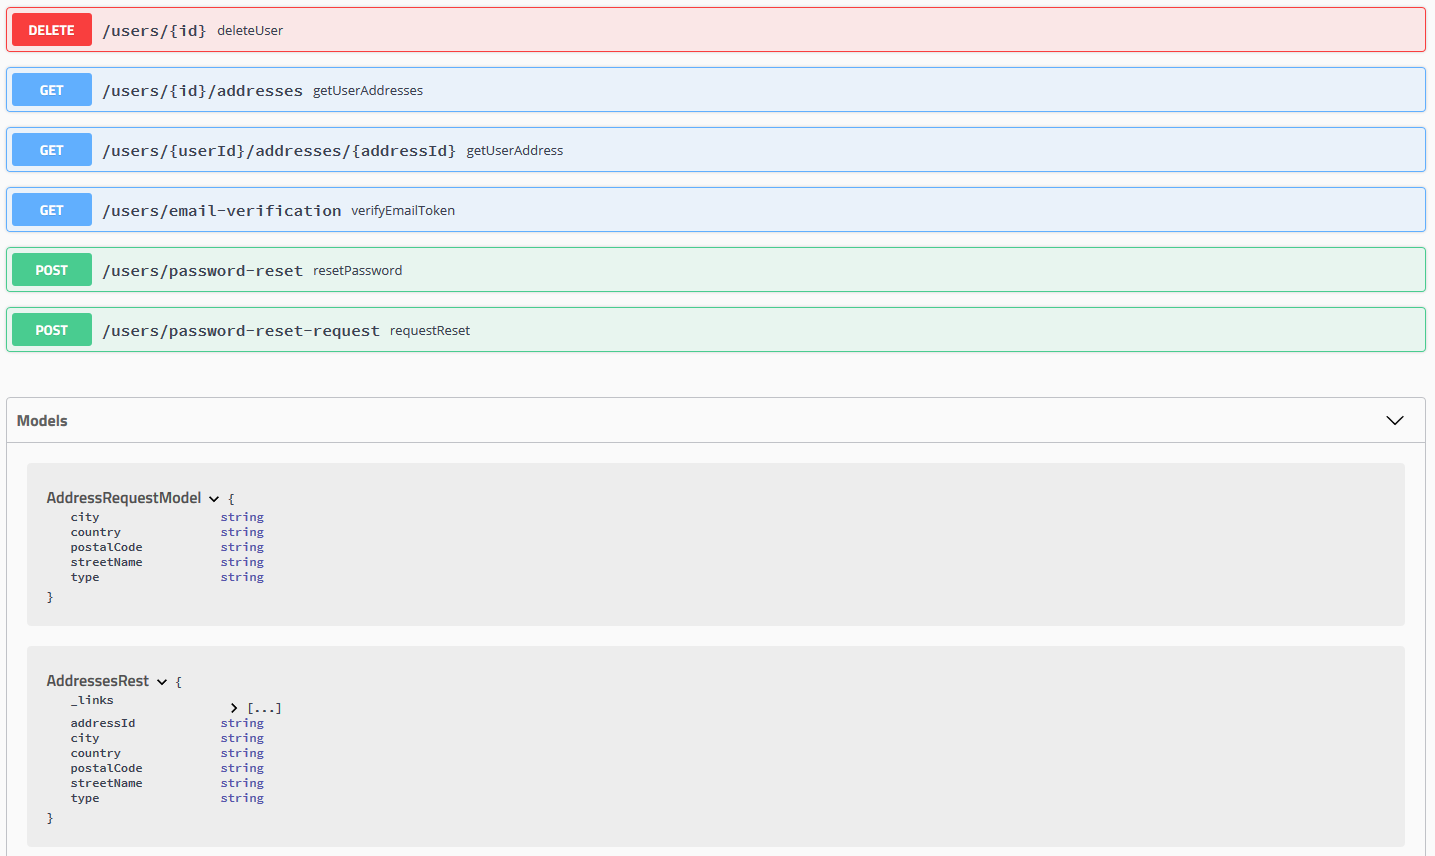 DELETE /users/{id} deleteUser
GET /users/{id}/addresses getUserAddresses
GET /users/{userId}/addresses/{addressId} getUserAddress
GET /users/email-verification verifyEmailToken
POST /users/password-reset resetPassword
POST /users/password-reset-request requestReset
Models
AddressRequestModel {
city string
country string
postalCode string
streetName string
type string
}
AddressesRest {
_links
[...]
addressId string
city string
country string
postalCode string
streetName string
type string
}